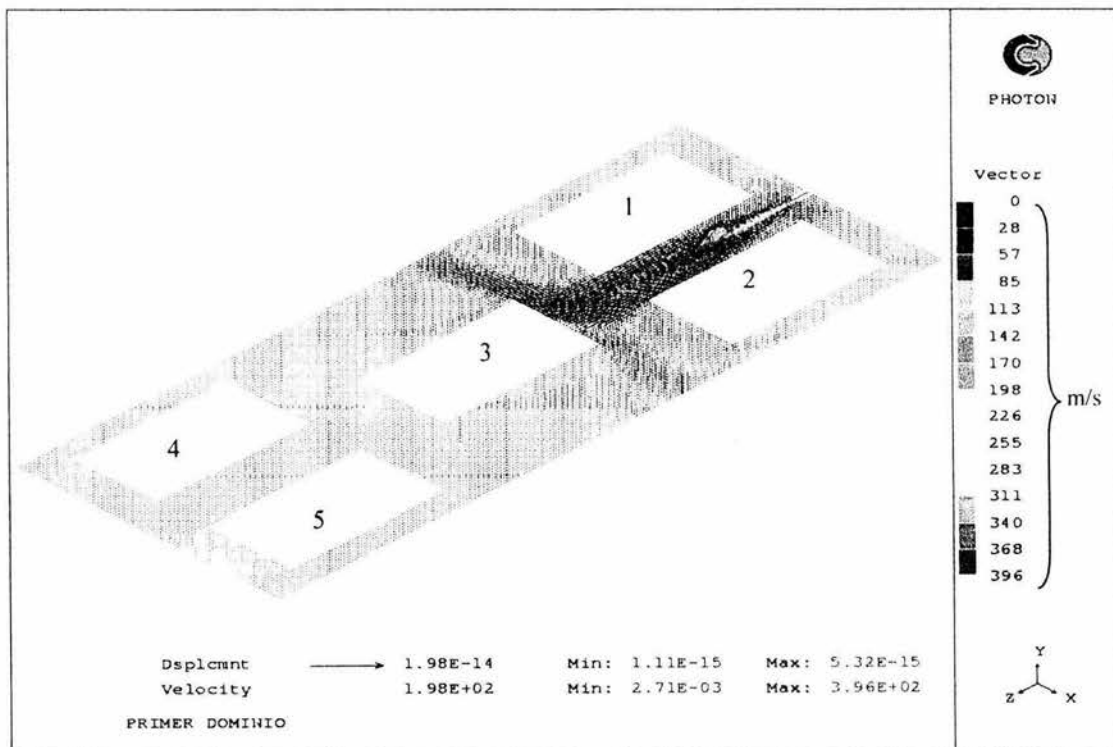 PHOTON
Vector
0
28
57
85
113
142
170
198
226
255
283
311
340
368
396
m/s
1
2
3
4
5
Dsplcmnt 1.98E-14 Min: 1.11E-15 Max: 5.32E-15
Velocity 1.98E+02 Min: 2.71E-03 Max: 3.96E+02
PRIMER DOMINIO
Y
Z X